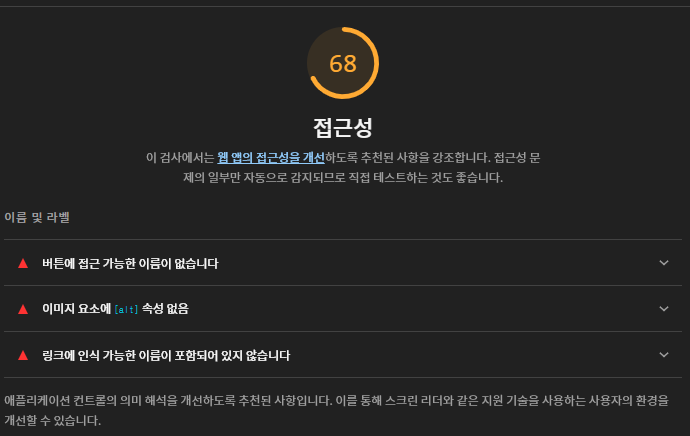 68
접근성
이 검사에서는 웹 앱의 접근성을 개선하도록 추천된 사항을 강조합니다. 접근성 문
제의 일부만 자동으로 감지되므로 직접 테스트하는 것도 좋습니다.
이름 및 라벨
버튼에 접근 가능한 이름이 없습니다
이미지 요소에 [alt] 속성 없음
링크에 인식 가능한 이름이 포함되어 있지 않습니다
애플리케이션 컨트롤의 의미 해석을 개선하도록 추천된 사항입니다. 이를 통해 스크린 리더와 같은 지원 기술을 사용하는 사용자의 환경을
개선할 수 있습니다.